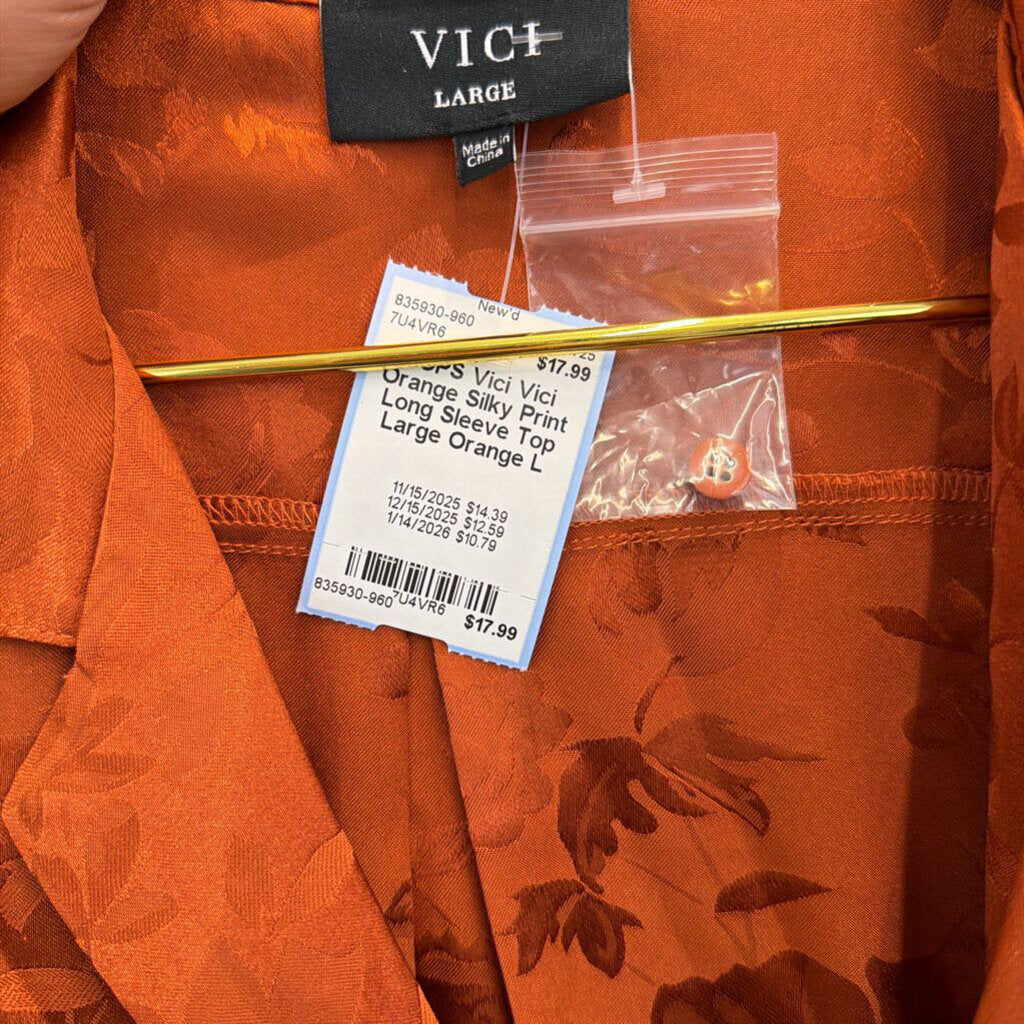 VICI
LARGE
Made in
China
835930-960
New'd
7U4VR6
$17.99
Vici Vici
Orange Silky Print
Long Sleeve Top
Large Orange L
11/15/2025 $14.39
12/15/2025 $12.59
1/14/2026 $10.79
835930-960
7U4VR6
$17.99